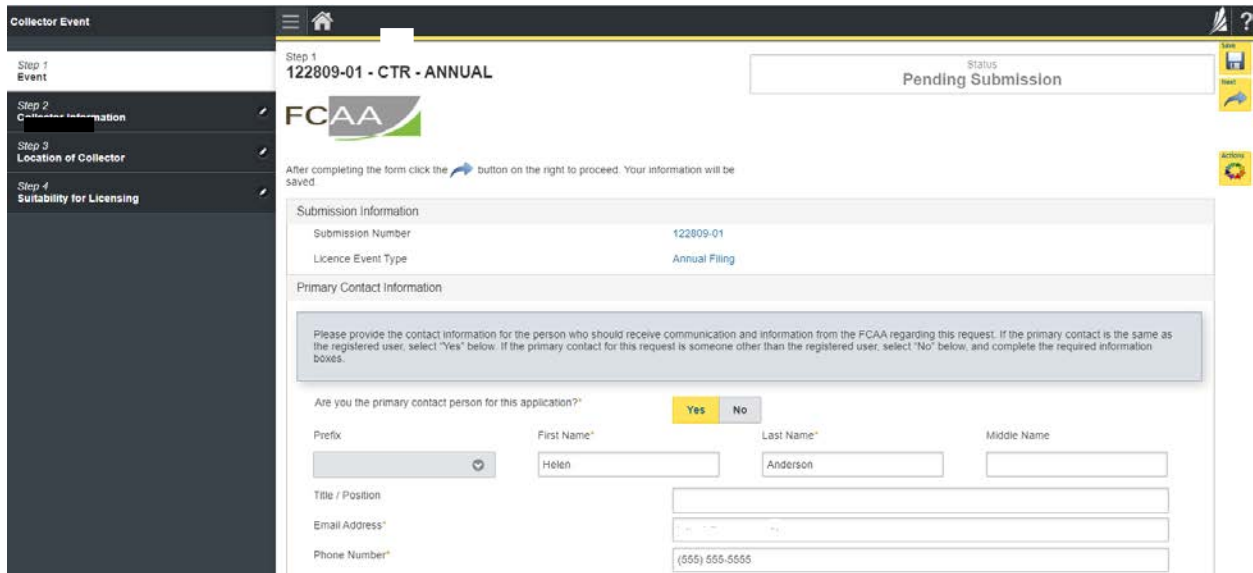 Collector Event
?
Step 1
Event
Step 2
Collector Information
Step 3
Location of Collector
Step 4
Suitability for Licensing
Step 1
122809-01 - CTR - ANNUAL
Status
Pending Submission
Save
Next
Actions
FCAA
After completing the form click the button on the right to proceed. Your information will be
saved.
Submission Information
Submission Number 122809-01
Licence Event Type Annual Filing
Primary Contact Information
Please provide the contact information for the person who should receive communication and information from the FCAA regarding this request. If the primary contact is the same as
the registered user, select "Yes" below. If the primary contact for this request is someone other than the registered user, select "No" below, and complete the required information
boxes.
Are you the primary contact person for this application?* Yes No
Prefix First Name* Last Name* Middle Name
Helen Anderson
Title / Position
Email Address*
Phone Number* (555) 555-5555